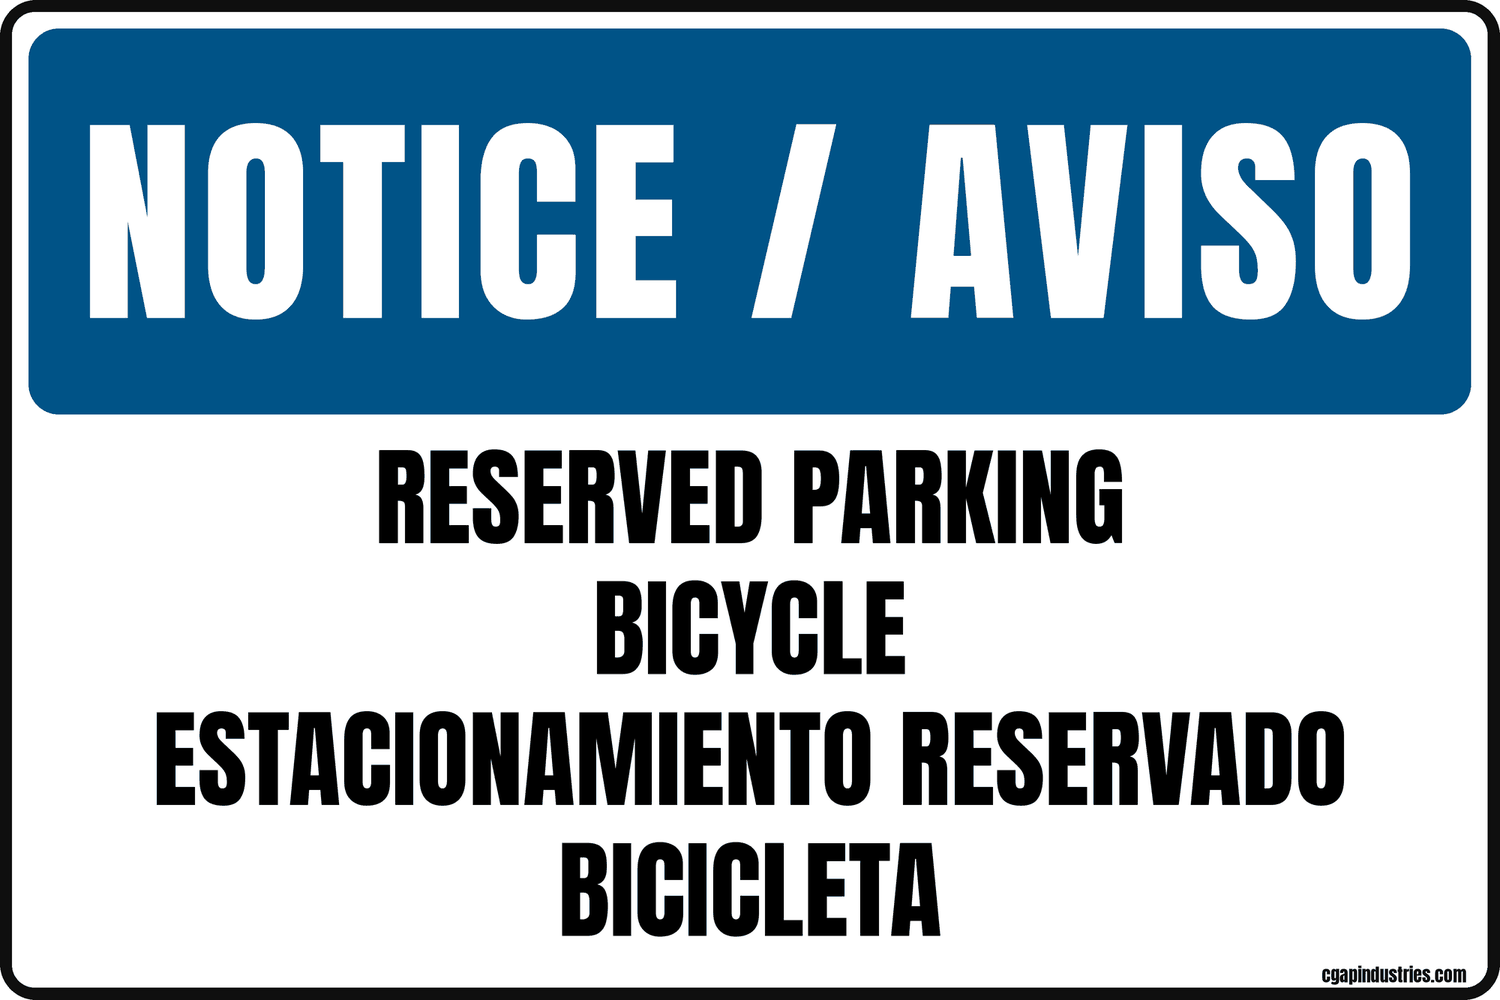 NOTICE / AVISO
RESERVED PARKING
BICYCLE
ESTACIONAMIENTO RESERVADO
BICICLETA
cgapindustries.com